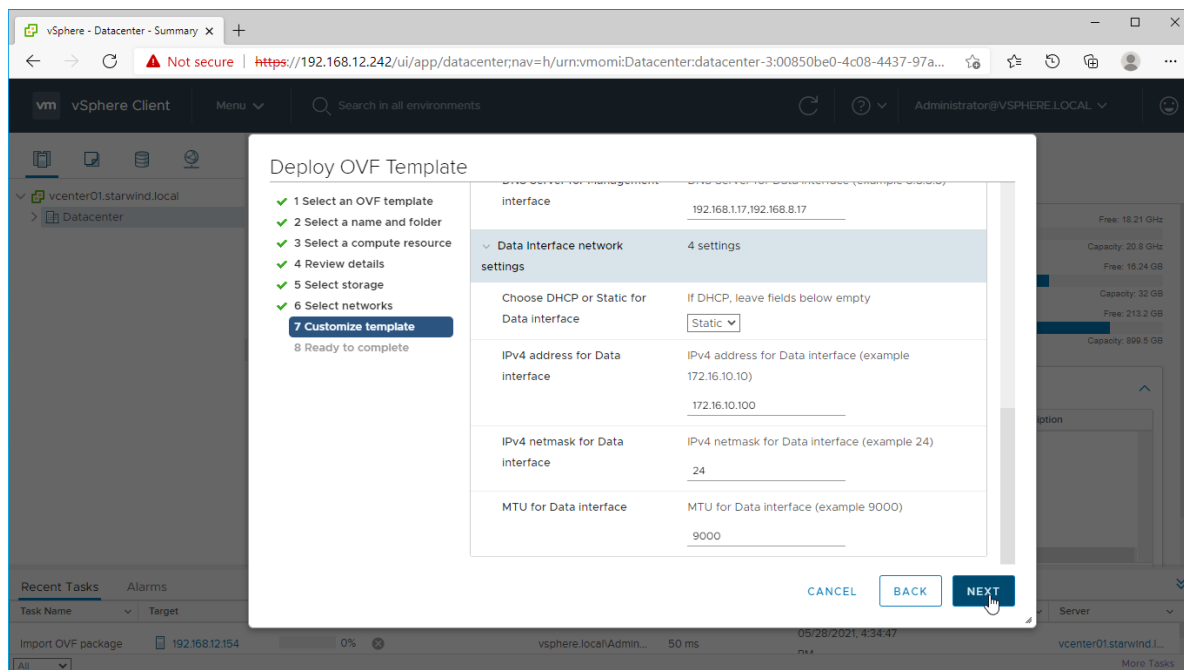 vSphere - Datacenter - Summary
Not secure
https://192.168.12.242/ui/app/datacenter;nav=h/urn:vmomi:Datacenter:datacenter-3:00850be0-4c08-4437-97a...
vm vSphere Client Menu Search in all environments Administrator@VSPHERE.LOCAL
vcenter01.starwind.local
Datacenter
Deploy OVF Template
1 Select an OVF template
2 Select a name and folder
3 Select a compute resource
4 Review details
5 Select storage
6 Select networks
7 Customize template
8 Ready to complete
DNS Server for Management
interface
192.168.1.17,192.168.8.17
Data Interface network
settings
4 settings
Choose DHCP or Static for
Data interface
If DHCP, leave fields below empty
Static
IPv4 address for Data
interface
IPv4 address for Data interface (example
172.16.10.10)
172.16.10.100
IPv4 netmask for Data
interface
IPv4 netmask for Data interface (example 24)
24
MTU for Data interface
MTU for Data interface (example 9000)
9000
CANCEL BACK NEXT
Free: 18.21 GHz
Capacity: 20.8 GHz
Free: 16.24 GB
Capacity: 32 GB
Free: 213.2 GB
Capacity: 899.5 GB
Recent Tasks Alarms
Task Name Target Server
Import OVF package 192.168.12.154 0% vsphere.local\Admin... 50 ms 05/28/2021, 4:34:47 vcenter01.starwind.l...
All More Tasks